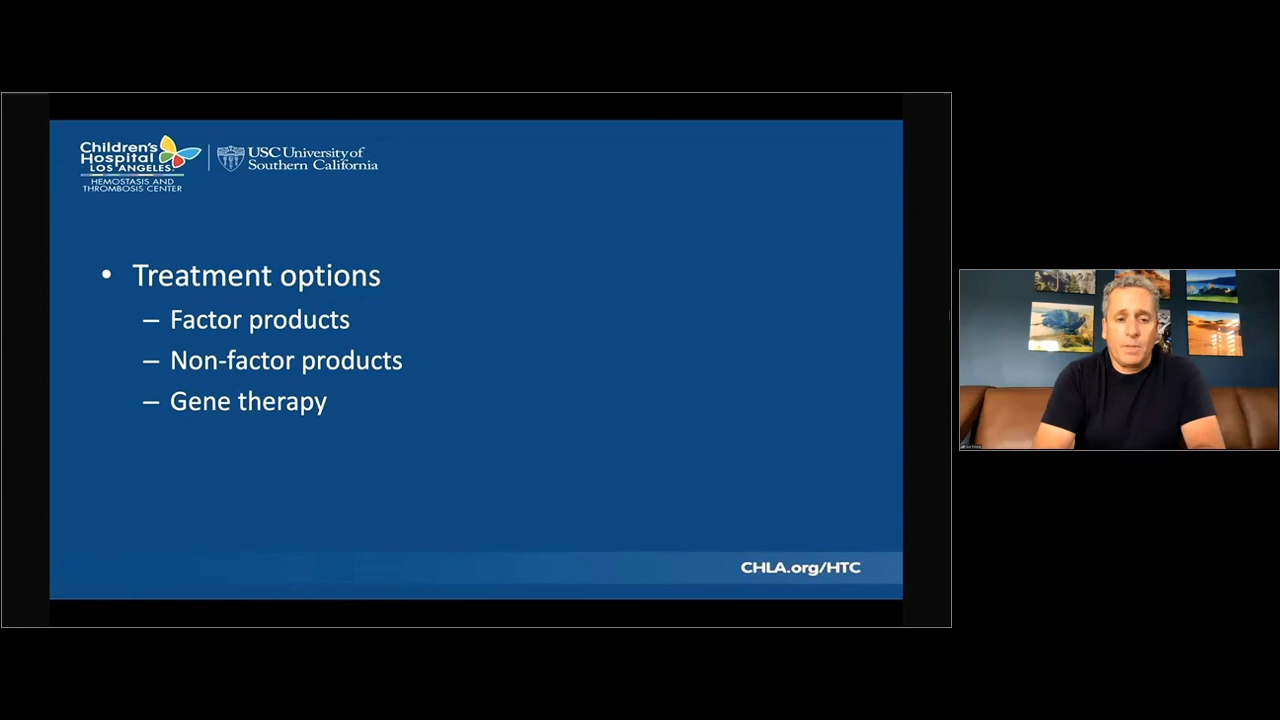 Children's
Hospital
LOS ANGELES
HEMOSTASIS AND
THROMBOSIS CENTER
USC University of
Southern California
• Treatment options
– Factor products
– Non-factor products
– Gene therapy
CHLA.org/HTC